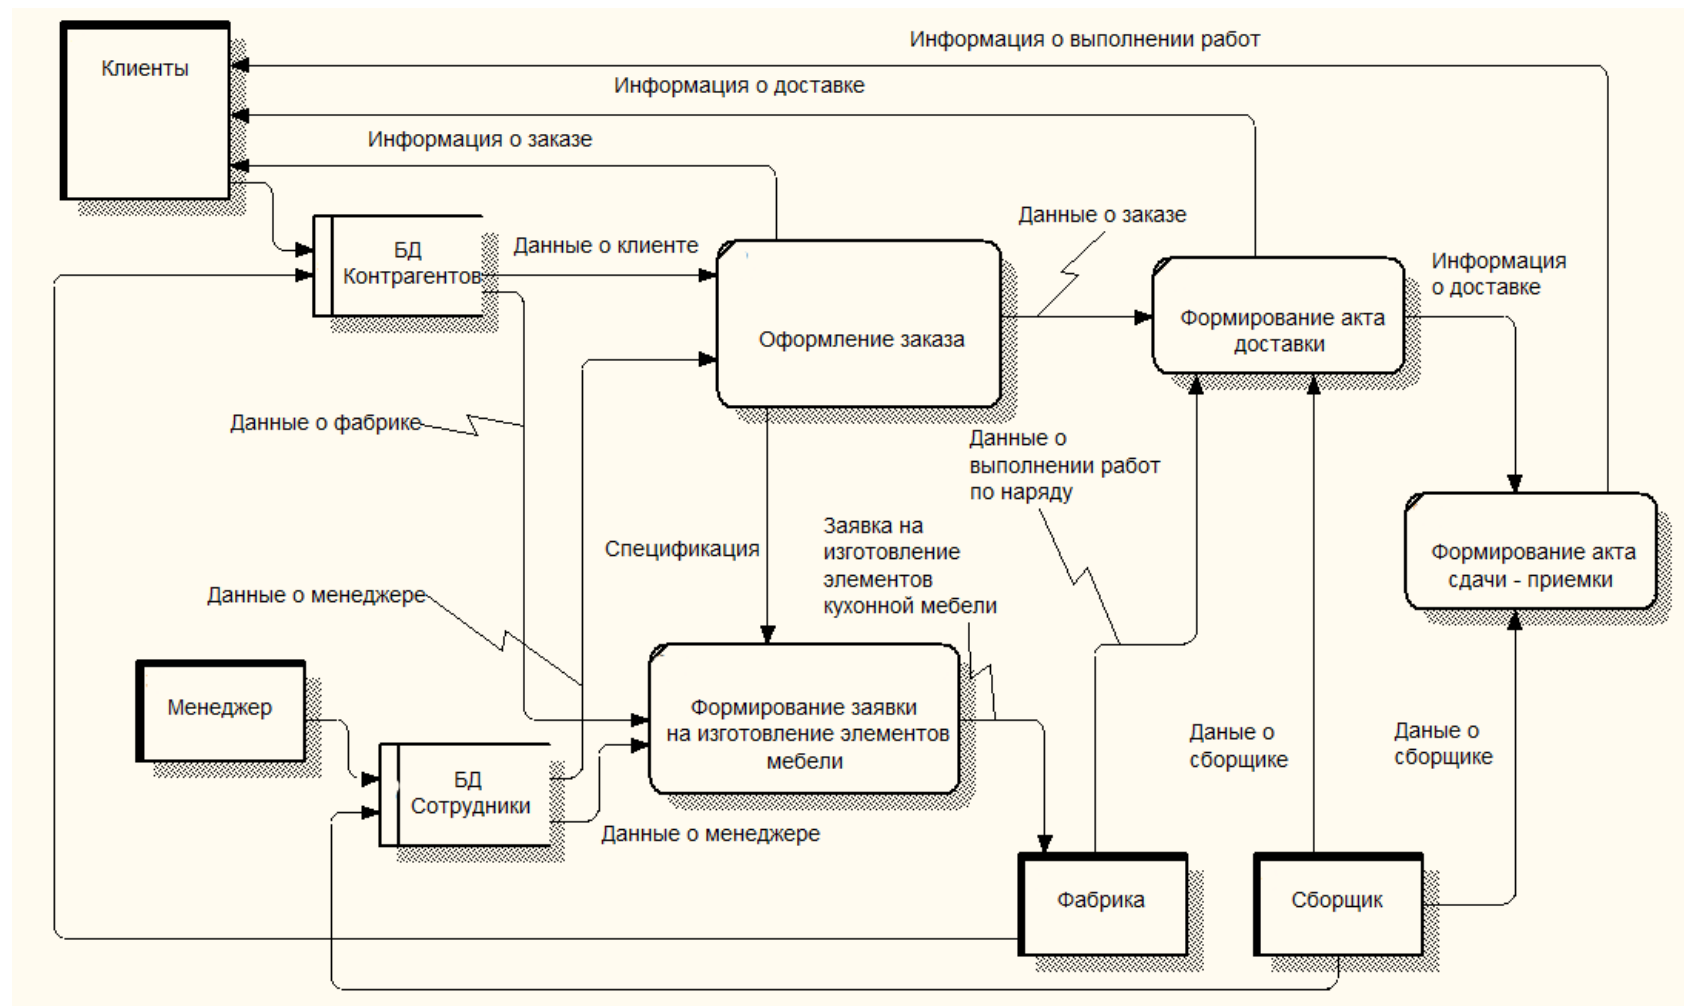 Информация о выполнении работ
Клиенты
Информация о доставке
Информация о заказе
Данные о заказе
БД
Контрагентов
Данные о клиенте
Информация
о доставке
Оформление заказа
Формирование акта
доставки
Данные о фабрике
Данные о
выполнении работ
по наряду
Спецификация
Заявка на
изготовление
элементов
кухонной мебели
Формирование акта
сдачи - приемки
Данные о менеджере
Менеджер
Формирование заявки
на изготовление элементов
мебели
Даные о
сборщике
Даные о
сборщике
БД
Сотрудники
Данные о менеджере
Фабрика
Сборщик